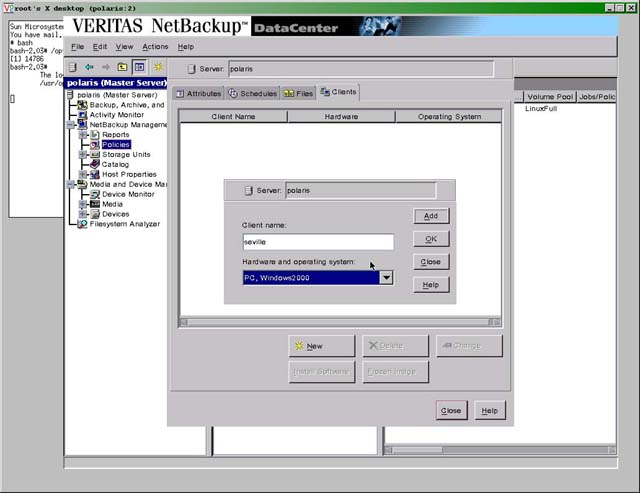 root's X desktop (polaris:2)
Sun Microsys
You have mail.
# bash
bash-2.03# /op
[1] 14786
bash-2.03#
The lo
/usr/o
VERITAS NetBackup™ DataCenter
File Edit View Actions Help
polaris (Master Server)
polaris (Master Server)
Backup, Archive, and
Activity Monitor
NetBackup Manageme
Reports
Policies
Storage Units
Catalog
Host Properties
Media and Device Mar
Device Monitor
Media
Devices
Filesystem Analyzer
Server: polaris
Attributes Schedules Files Clients
Client Name Hardware Operating System
Server: polaris
Client name:
seville
Hardware and operating system:
PC, Windows2000
Add
OK
Close
Help
New Delete Change
Install Software Frozen Image
Close Help
Volume Pool Jobs/Polic
LinuxFull